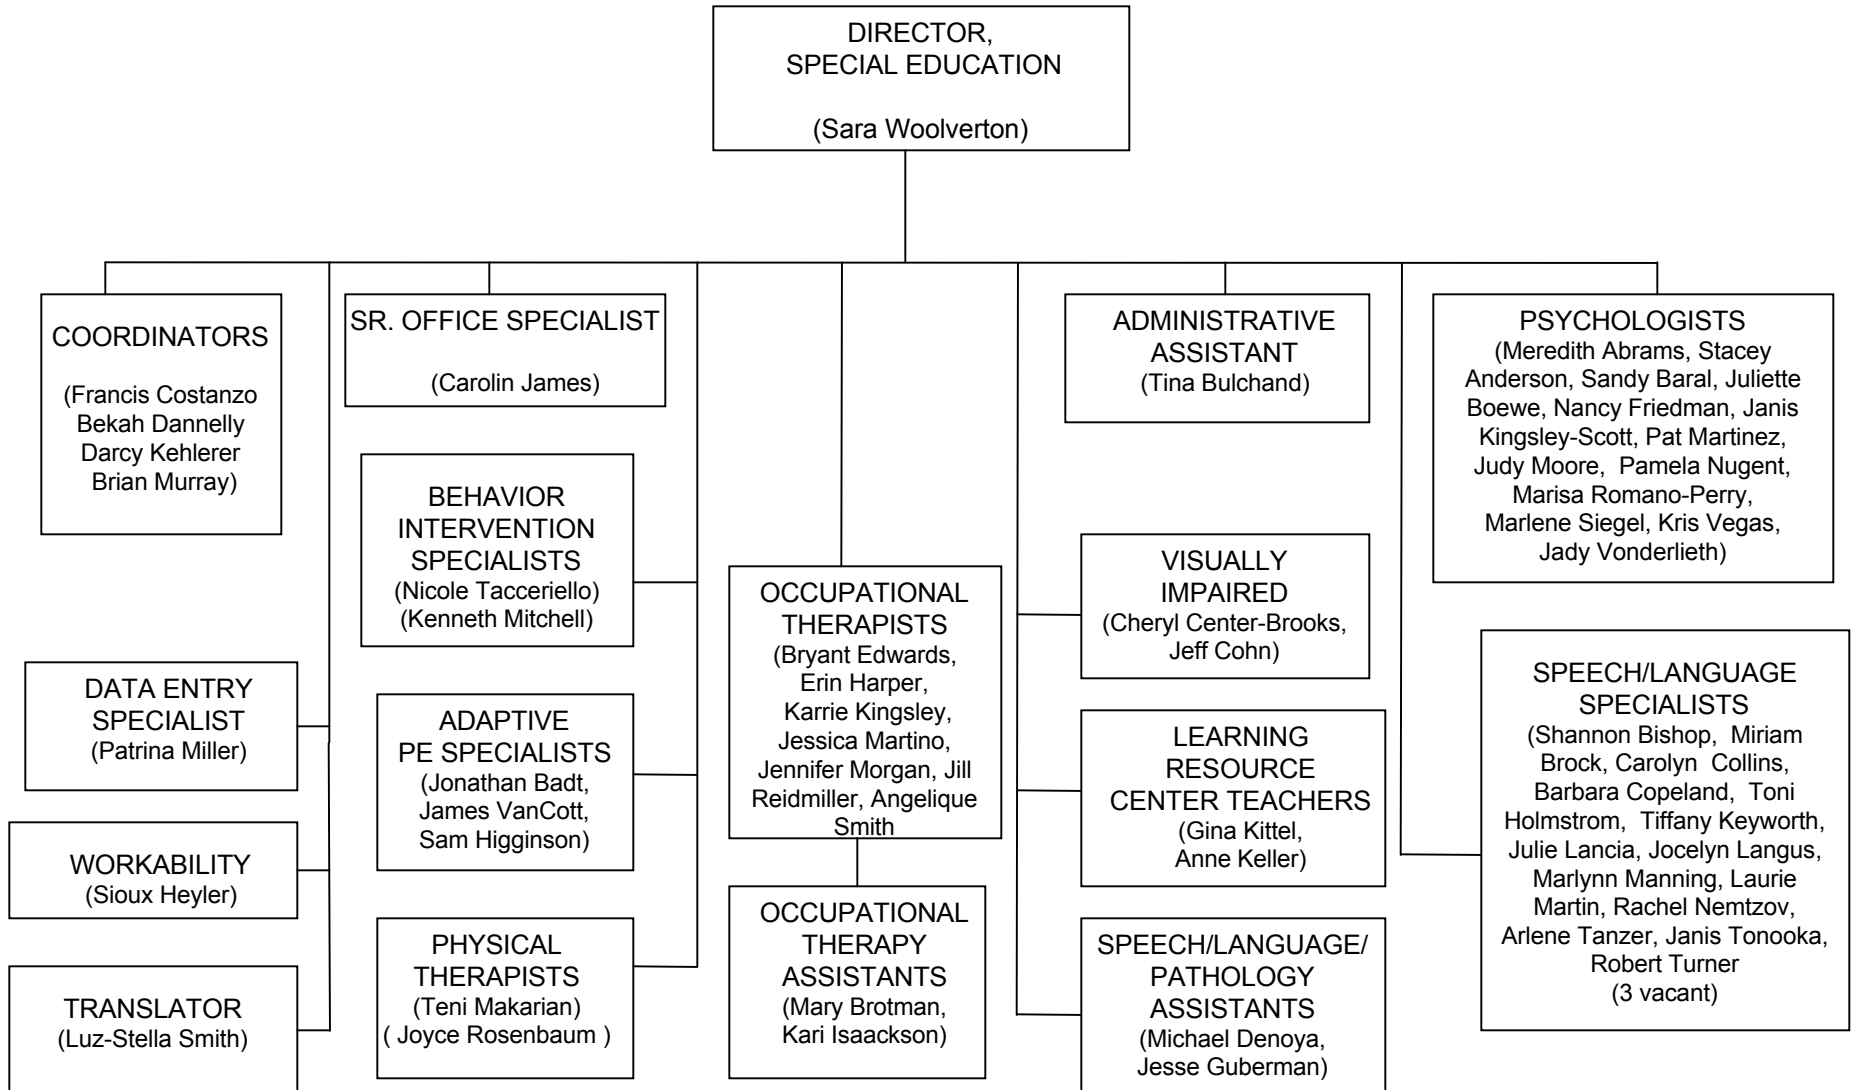 DIRECTOR,
SPECIAL EDUCATION
(Sara Woolverton)
COORDINATORS
(Francis Costanzo
Bekah Dannelly
Darcy Kehlerer
Brian Murray)
SR. OFFICE SPECIALIST
(Carolin James)
ADMINISTRATIVE
ASSISTANT
(Tina Bulchand)
PSYCHOLOGISTS
(Meredith Abrams, Stacey
Anderson, Sandy Baral, Juliette
Boewe, Nancy Friedman, Janis
Kingsley-Scott, Pat Martinez,
Judy Moore, Pamela Nugent,
Marisa Romano-Perry,
Marlene Siegel, Kris Vegas,
Jady Vonderlieth)
BEHAVIOR
INTERVENTION
SPECIALISTS
(Nicole Tacceriello)
(Kenneth Mitchell)
VISUALLY
IMPAIRED
(Cheryl Center-Brooks,
Jeff Cohn)
OCCUPATIONAL
THERAPISTS
(Bryant Edwards,
Erin Harper,
Karrie Kingsley,
Jessica Martino,
Jennifer Morgan, Jill
Reidmiller, Angelique
Smith
SPEECH/LANGUAGE
SPECIALISTS
(Shannon Bishop, Miriam
Brock, Carolyn Collins,
Barbara Copeland, Toni
Holmstrom, Tiffany Keyworth,
Julie Lancia, Jocelyn Langus,
Marlynn Manning, Laurie
Martin, Rachel Nemtzov,
Arlene Tanzer, Janis Tonooka,
Robert Turner
(3 vacant)
DATA ENTRY
SPECIALIST
(Patrina Miller)
ADAPTIVE
PE SPECIALISTS
(Jonathan Badt,
James VanCott,
Sam Higginson)
LEARNING
RESOURCE
CENTER TEACHERS
(Gina Kittel,
Anne Keller)
WORKABILITY
(Sioux Heyler)
OCCUPATIONAL
THERAPY
ASSISTANTS
(Mary Brotman,
Kari Isaackson)
PHYSICAL
THERAPISTS
(Teni Makarian)
( Joyce Rosenbaum )
SPEECH/LANGUAGE/
PATHOLOGY
ASSISTANTS
(Michael Denoya,
Jesse Guberman)
TRANSLATOR
(Luz-Stella Smith)